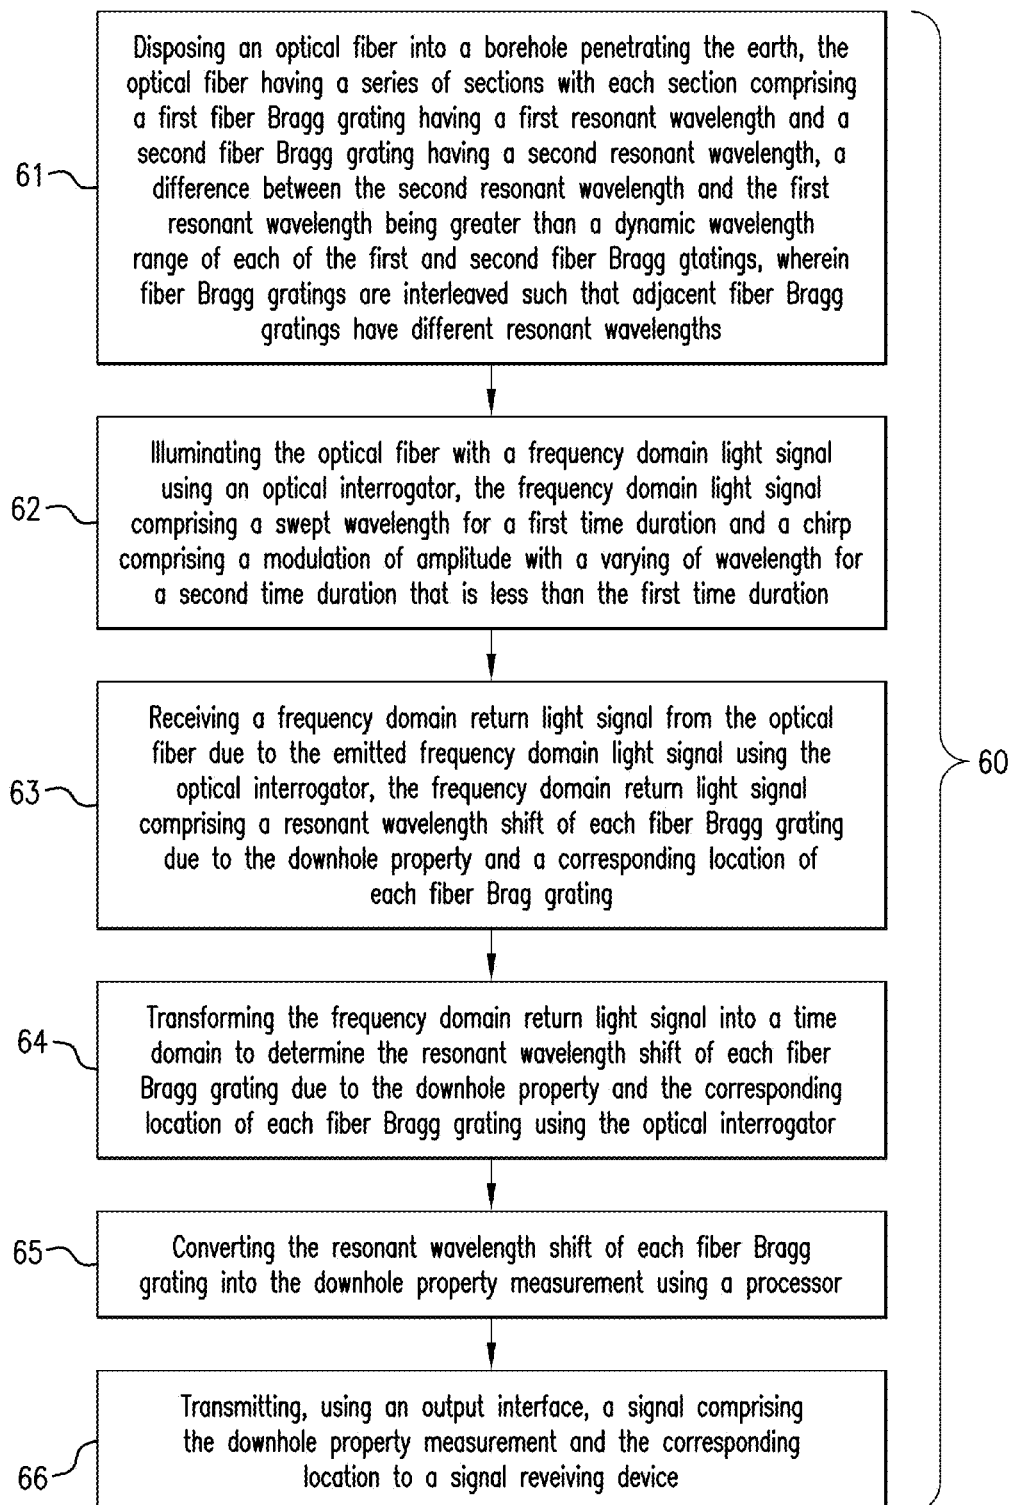 Disposing an optical fiber into a borehole penetrating the earth, the
optical fiber having a series of sections with each section comprising
a first fiber Bragg grating having a first resonant wavelength and a
second fiber Bragg grating having a second resonant wavelength, a
difference between the second resonant wavelength and the first
resonant wavelength being greater than a dynamic wavelength
range of each of the first and second fiber Bragg gtatings, wherein
fiber Bragg gratings are interleaved such that adjacent fiber Bragg
gratings have different resonant wavelengths
61
Illuminating the optical fiber with a frequency domain light signal
using an optical interrogator, the frequency domain light signal
comprising a swept wavelength for a first time duration and a chirp
comprising a modulation of amplitude with a varying of wavelength for
a second time duration that is less than the first time duration
62
Receiving a frequency domain return light signal from the optical
fiber due to the emitted frequency domain light signal using the
optical interrogator, the frequency domain return light signal
comprising a resonant wavelength shift of each fiber Bragg grating
due to the downhole property and a corresponding location of
each fiber Brag grating
63
60
Transforming the frequency domain return light signal into a time
domain to determine the resonant wavelength shift of each fiber
Bragg grating due to the downhole property and the corresponding
location of each fiber Bragg grating using the optical interrogator
64
Converting the resonant wavelength shift of each fiber Bragg
grating into the downhole property measurement using a processor
65
Transmitting, using an output interface, a signal comprising
the downhole property measurement and the corresponding
location to a signal reveiving device
66